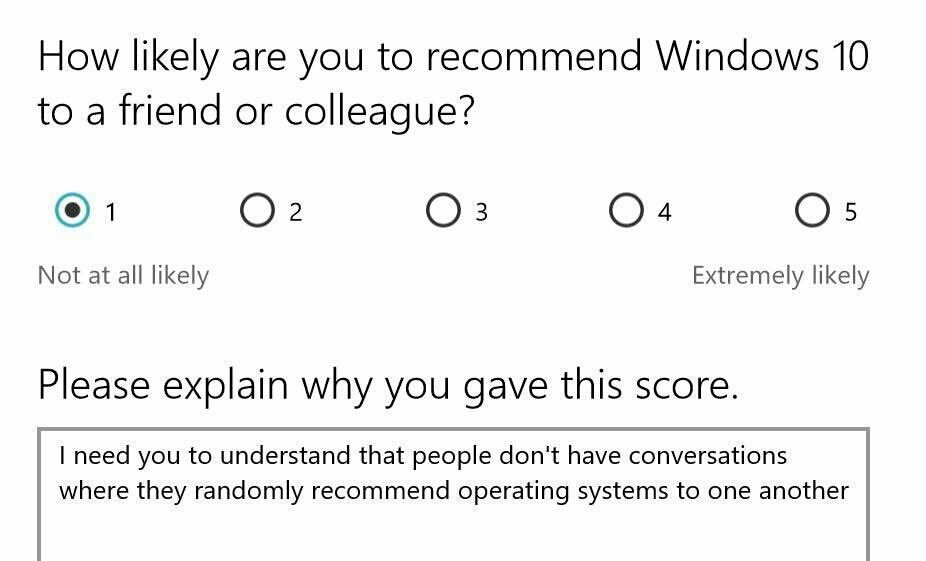 How likely are you to recommend Windows 10
to a friend or colleague?
1 2 3 4 5
Not at all likely Extremely likely
Please explain why you gave this score.
I need you to understand that people don't have conversations
where they randomly recommend operating systems to one another